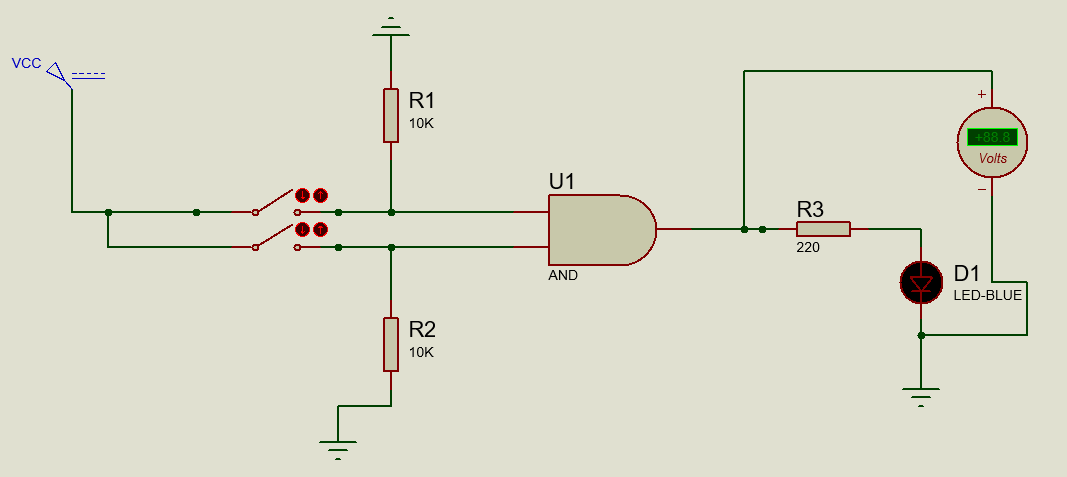 VCC
R1
10K
+88.8
Volts
U1
AND
R3
220
D1
LED-BLUE
R2
10K